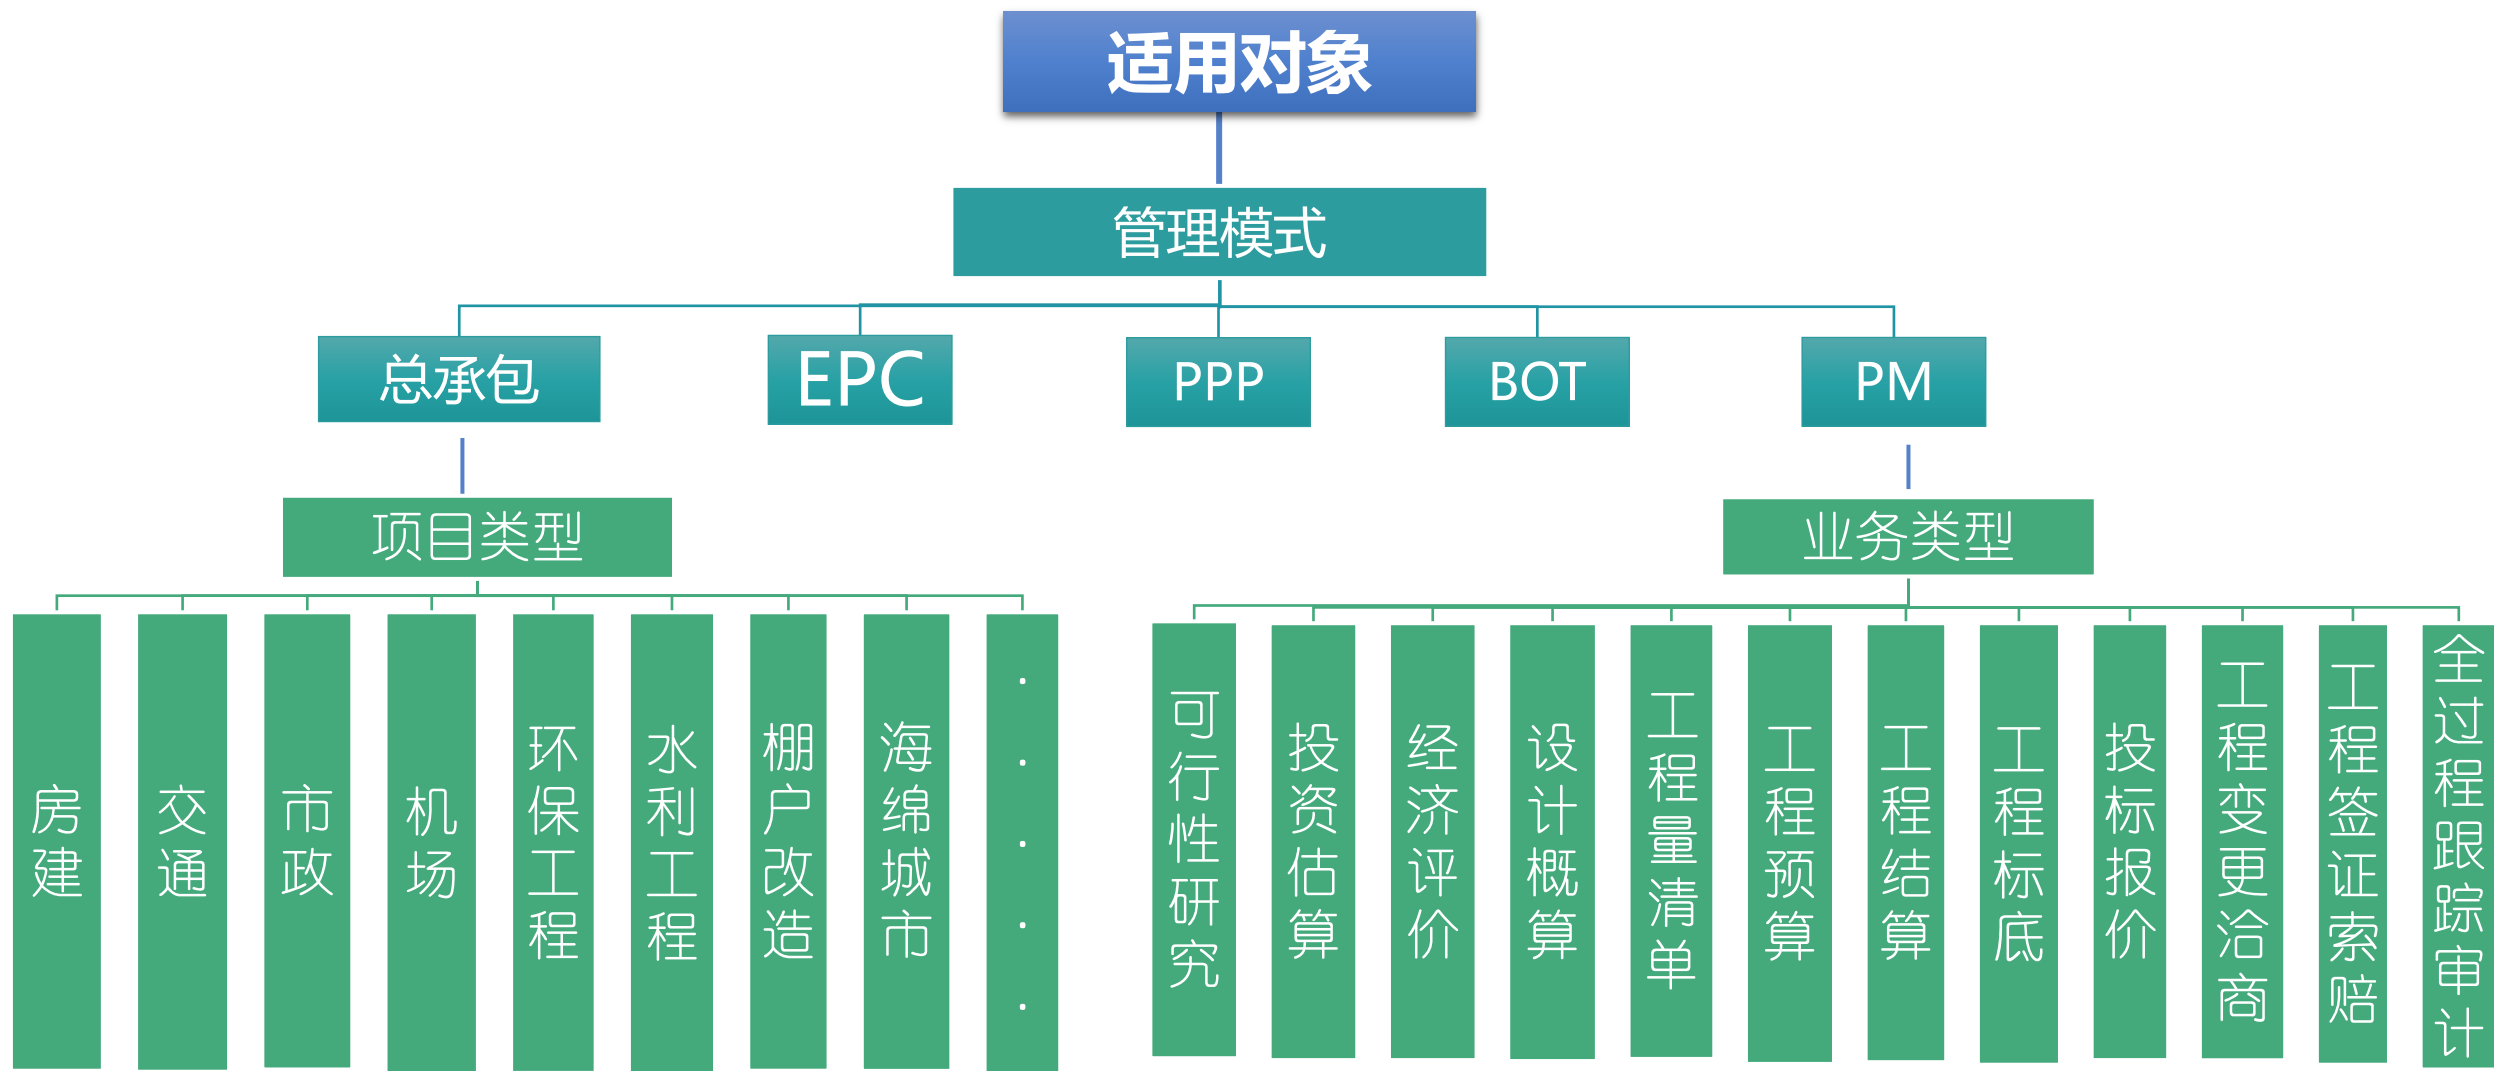 适用对象
管理模式
总承包
EPC
PPP
BOT
PM
项目类型
业务类型
房建
交通
市政
机场
环保工程
水利工程
棚户改造
海绵城市
.....
可行性研究
投资估算
经济评价
设计概算
工程量清单
工程预算
工程结算
工程标底
投标报价
工程变更洽商
工程签证索赔
全过程跟踪审计